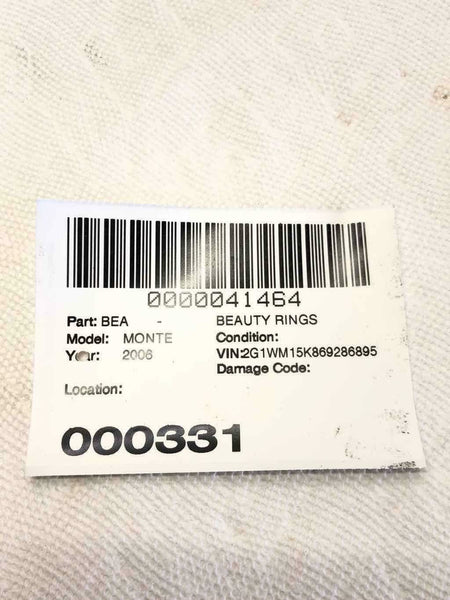 0000041464
Part: BEA - BEAUTY RINGS
Model: MONTE Condition:
Year: 2006 VIN:2G1WM15K869286895
Damage Code:
Location:
000331